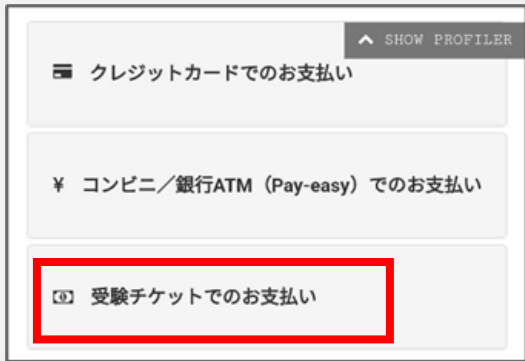 SHOW PROFILER
クレジットカードでのお支払い
¥ コンビニ／銀行ATM（Pay-easy）でのお支払い
受験チケットでのお支払い